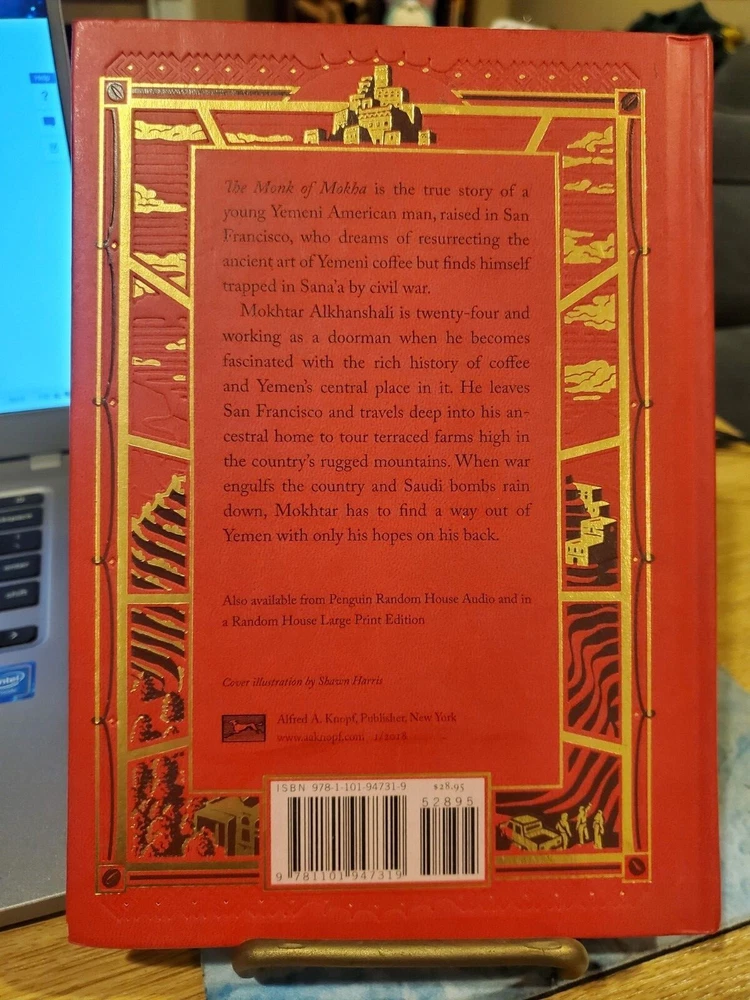 The Monk of Mokha is the true story of a
young Yemeni American man, raised in San
Francisco, who dreams of resurrecting the
ancient art of Yemeni coffee but finds himself
trapped in Sana'a by civil war.
Mokhtar Alkhanshali is twenty-four and
working as a doorman when he becomes
fascinated with the rich history of coffee
and Yemen's central place in it. He leaves
San Francisco and travels deep into his an-
cestral home to tour terraced farms high in
the country's rugged mountains. When war
engulfs the country and Saudi bombs rain
down, Mokhtar has to find a way out of
Yemen with only his hopes on his back.
Also available from Penguin Random House Audio and in
a Random House Large Print Edition
Cover illustration by Shawn Harris
Alfred A. Knopf, Publisher, New York
www.aaknopf.com 1/2018
ISBN 978-1-101-94731-9 $28.95
52895
9 781101 947319
Help
?
enter
shift
intel